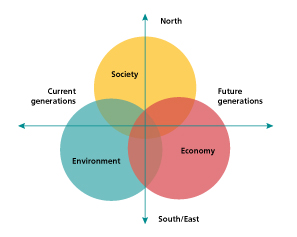 North
Society
Current
generations
Future
generations
Environment
Economy
South/East